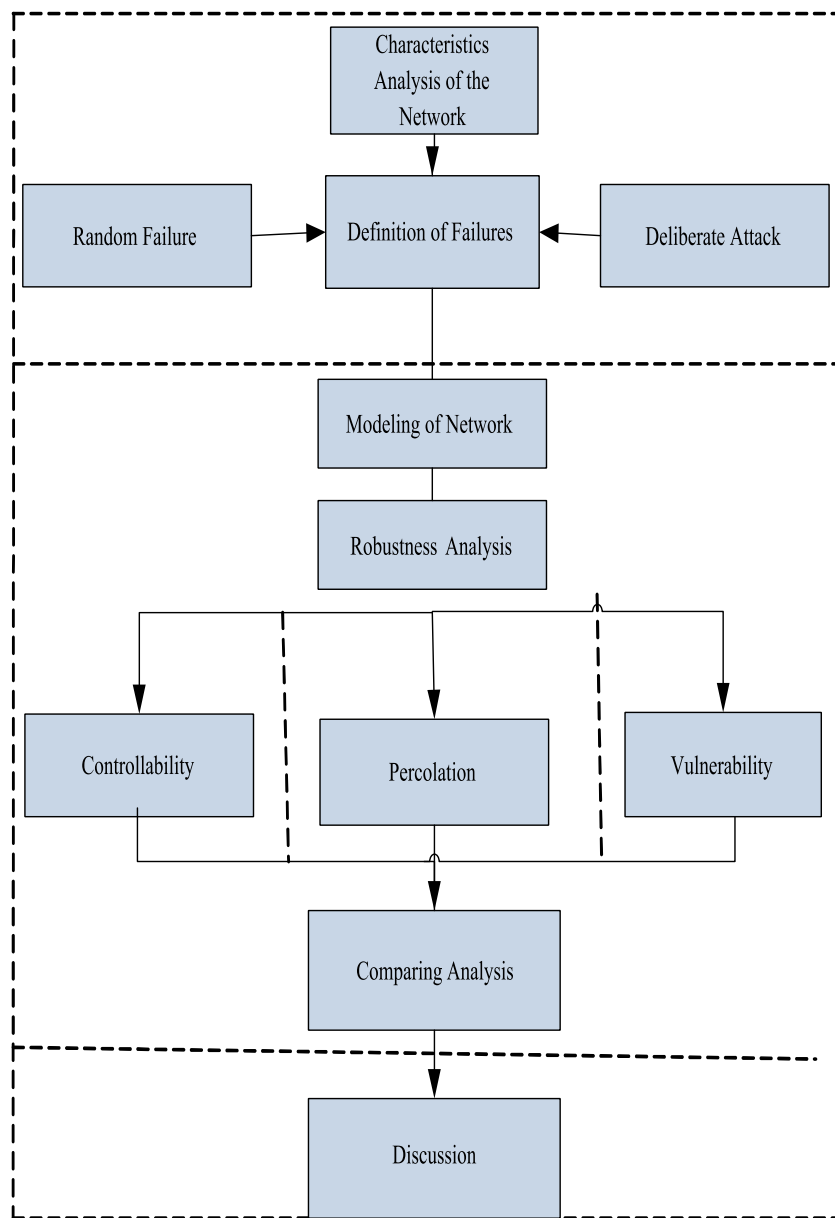 Characteristics
Analysis of the
Network
Random Failure
Definition of Failures
Deliberate Attack
Modeling of Network
Robustness Analysis
Controllability
Percolation
Vulnerability
Comparing Analysis
Discussion